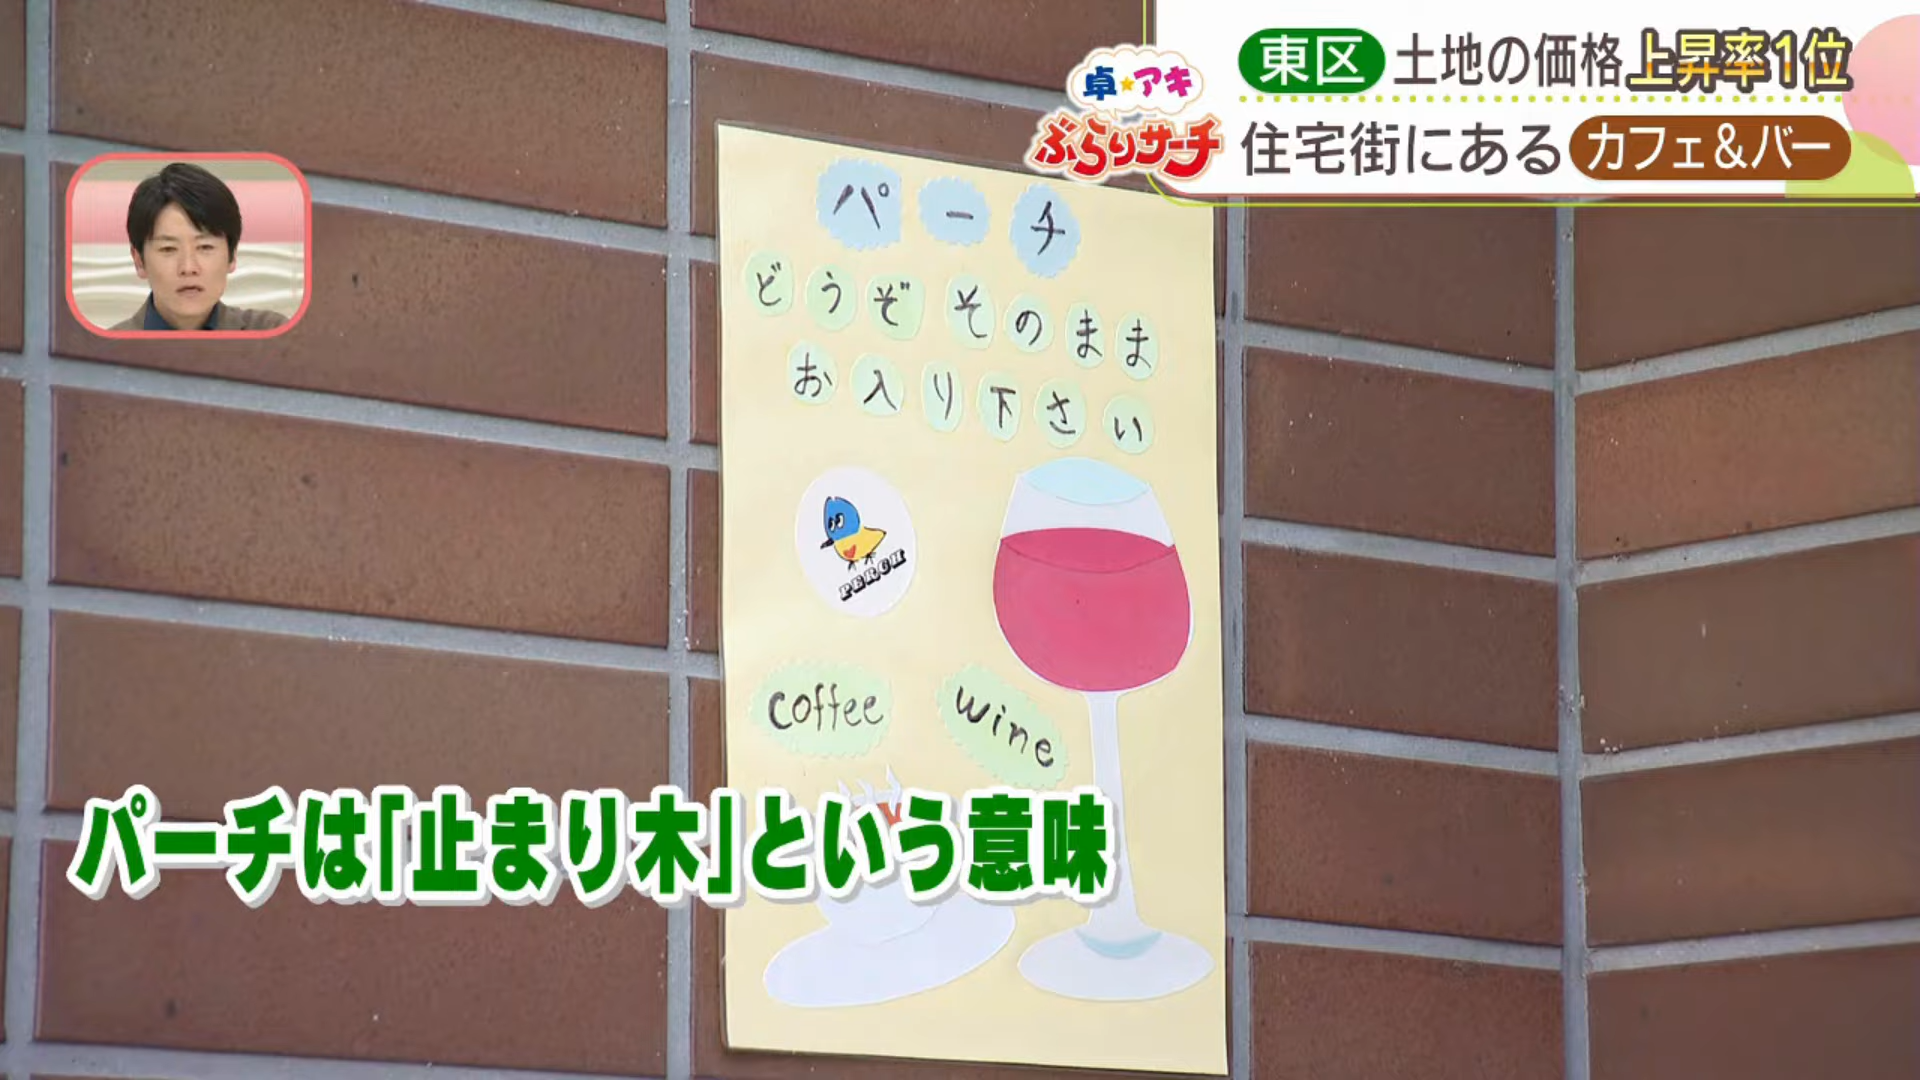 東区 土地の価格上昇率1位
卓★アキ
ぶらりサーチ
住宅街にあるカフェ&バー
パーチ
どうぞそのまま
お入り下さい
PERCH
coffee
wine
パーチは「止まり木」という意味